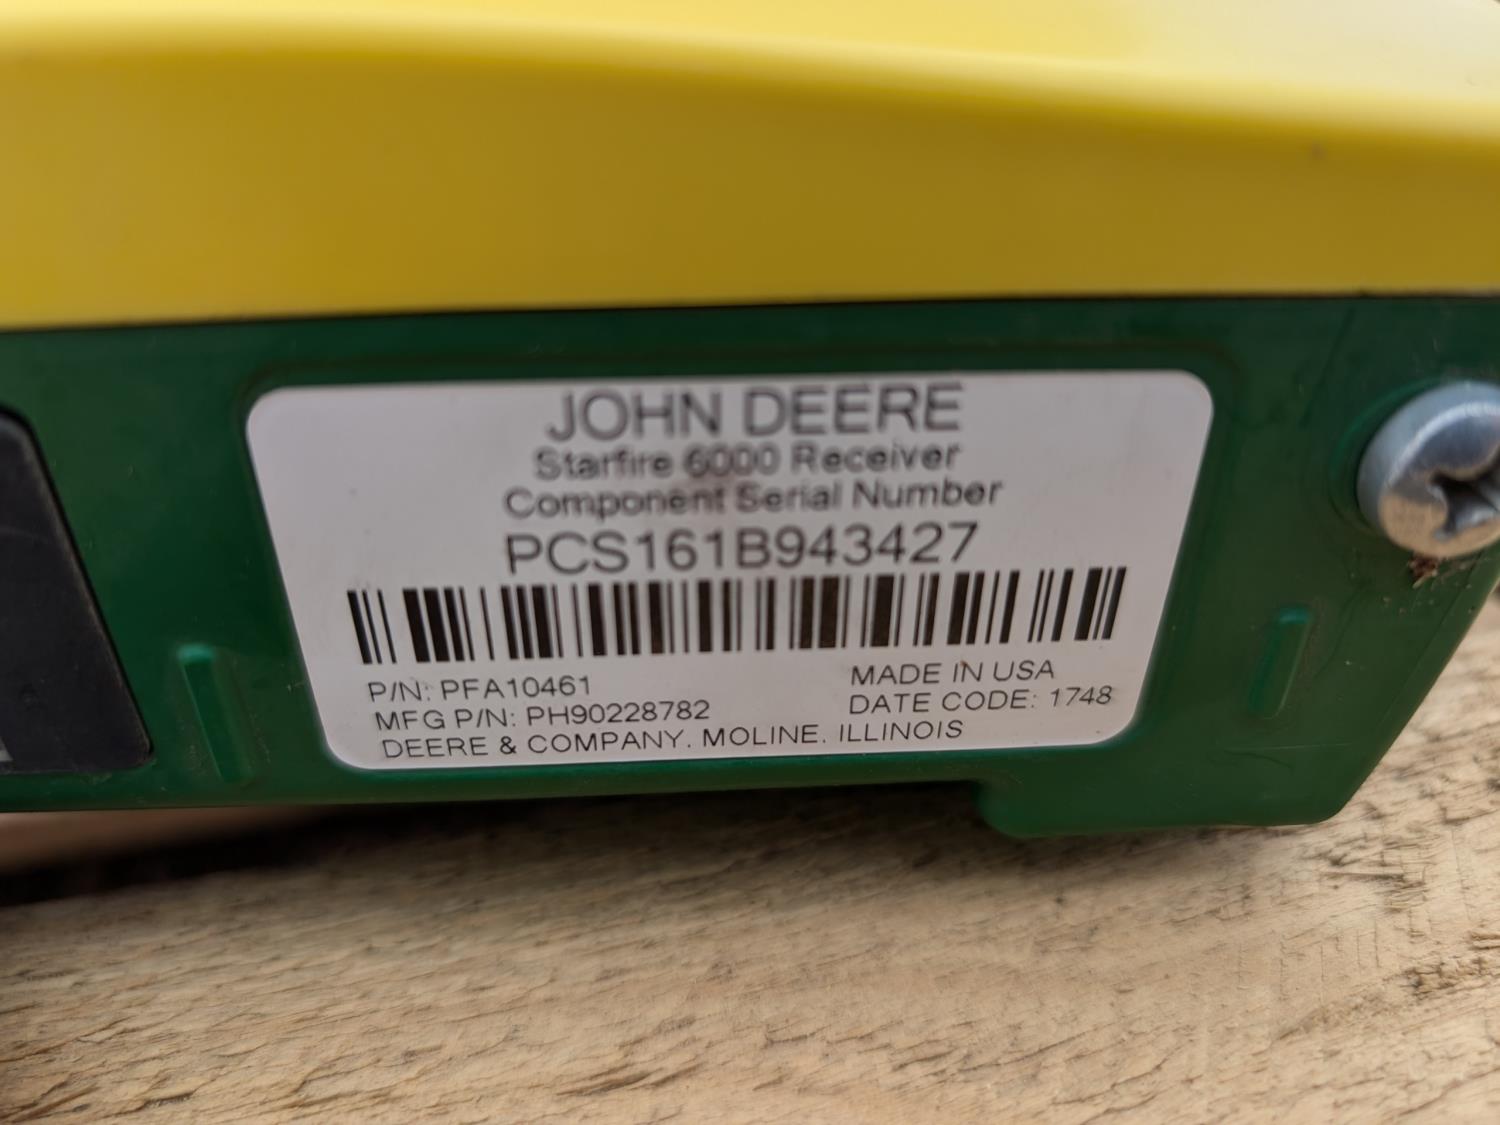 JOHN DEERE
Starfire 6000 Receiver
Component Serial Number
PCS161B943427
P/N: PFA10461
MADE IN USA
MFG P/N: PH90228782
DATE CODE: 1748
DEERE & COMPANY. MOLINE. ILLINOIS